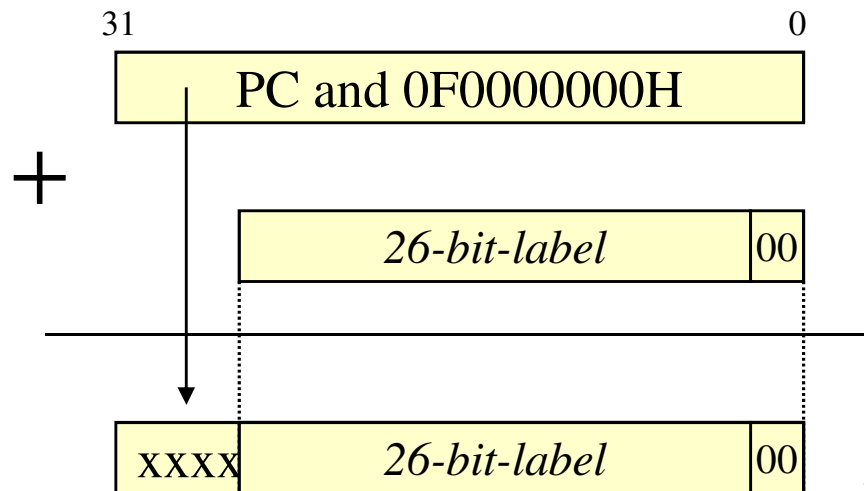 31 0
PC and 0F0000000H
+
26-bit-label 00
xxxx 26-bit-label 00